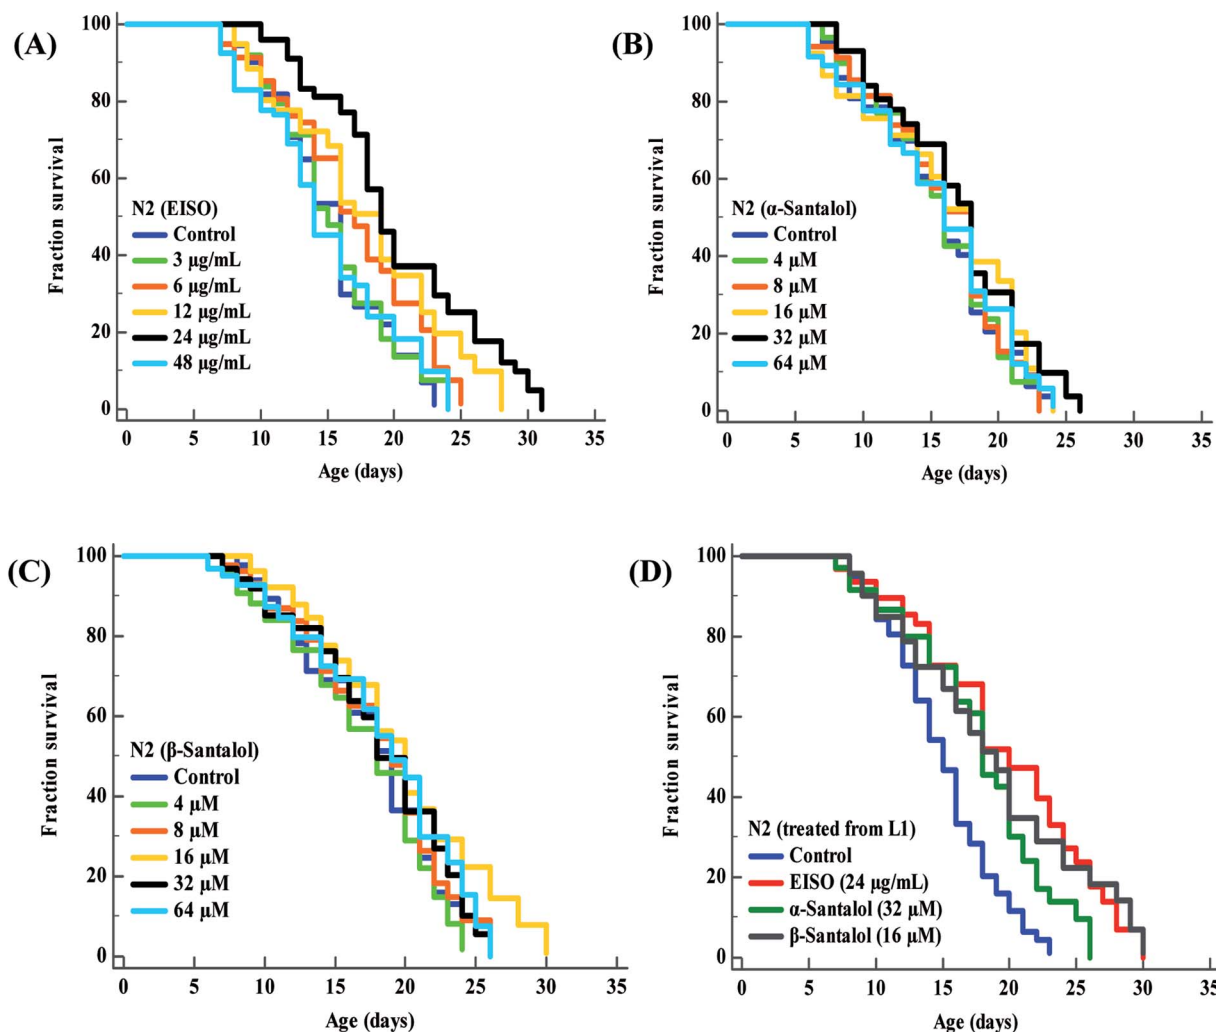 (A)
Fraction survival
100
80
60
40
20
0
N2 (EISO)
Control
3 µg/mL
6 µg/mL
12 µg/mL
24 µg/mL
48 µg/mL
0 5 10 15 20 25 30 35
Age (days)
(B)
Fraction survival
100
80
60
40
20
0
N2 (α-Santalol)
Control
4 µM
8 µM
16 µM
32 µM
64 µM
0 5 10 15 20 25 30 35
Age (days)
(C)
Fraction survival
100
80
60
40
20
0
N2 (β-Santalol)
Control
4 µM
8 µM
16 µM
32 µM
64 µM
0 5 10 15 20 25 30 35
Age (days)
(D)
Fraction survival
100
80
60
40
20
0
N2 (treated from L1)
Control
EISO (24 µg/mL)
α-Santalol (32 µM)
β-Santalol (16 µM)
0 5 10 15 20 25 30 35
Age (days)